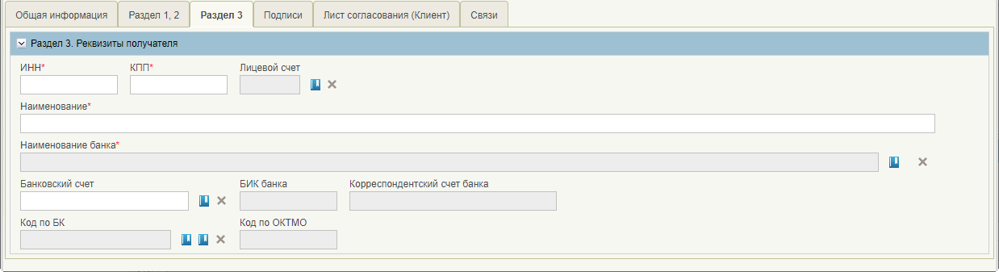 Общая информация Раздел 1, 2 Раздел 3 Подписи Лист согласования (Клиент) Связи
Раздел 3. Реквизиты получателя
ИНН* КПП* Лицевой счет
Наименование*
Наименование банка*
Банковский счет БИК банка Корреспондентский счет банка
Код по БК Код по ОКТМО